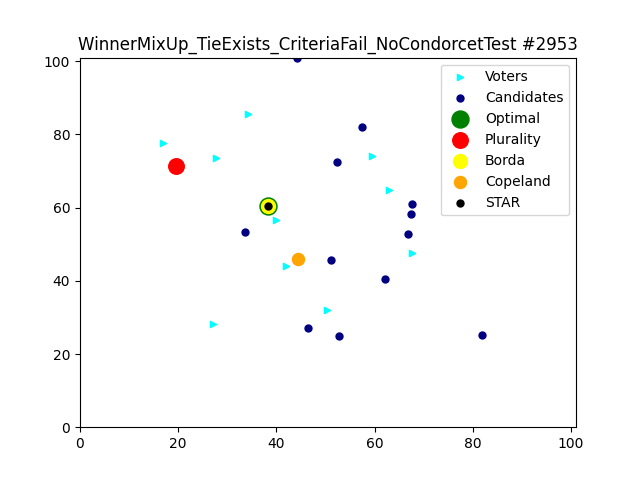 WinnerMixUp_TieExists_CriteriaFail_NoCondorcetTest #2953
100
80
60
40
20
0
0 20 40 60 80 100
Voters
Candidates
Optimal
Plurality
Borda
Copeland
STAR